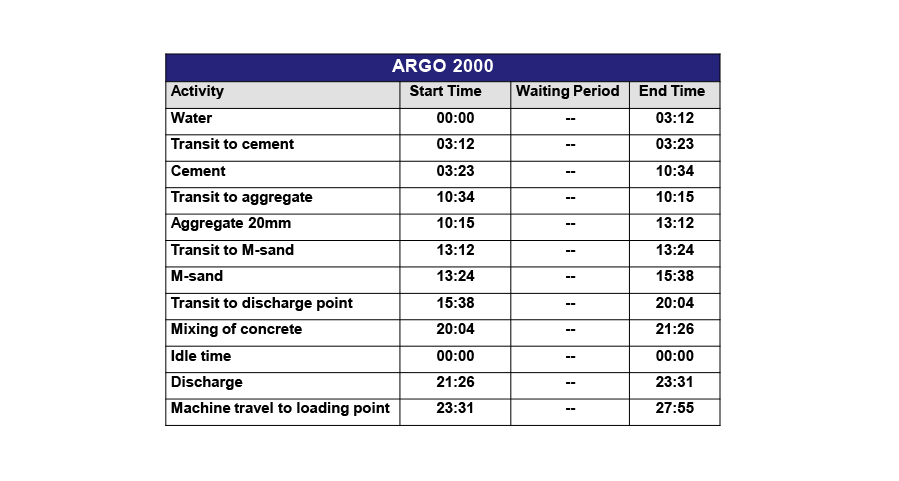 ARGO 2000
Activity Start Time Waiting Period End Time
Water 00:00 -- 03:12
Transit to cement 03:12 -- 03:23
Cement 03:23 -- 10:34
Transit to aggregate 10:34 -- 10:15
Aggregate 20mm 10:15 -- 13:12
Transit to M-sand 13:12 -- 13:24
M-sand 13:24 -- 15:38
Transit to discharge point 15:38 -- 20:04
Mixing of concrete 20:04 -- 21:26
Idle time 00:00 -- 00:00
Discharge 21:26 -- 23:31
Machine travel to loading point 23:31 -- 27:55